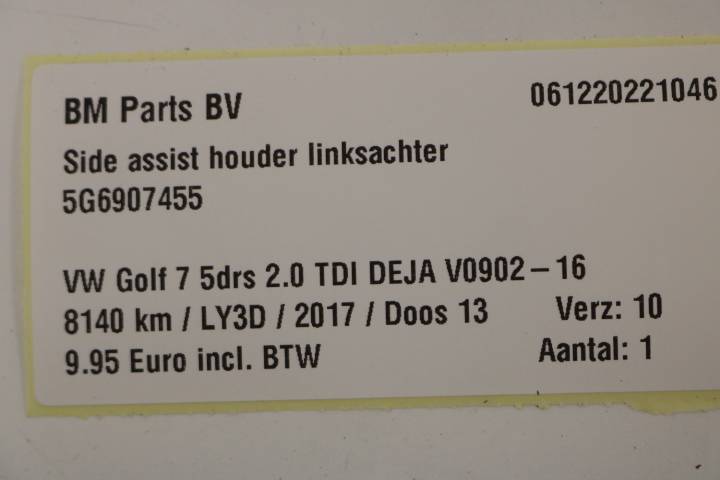 BM Parts BV 061220221046
Side assist houder linksachter
5G6907455
VW Golf 7 5drs 2.0 TDI DEJA V0902-16
8140 km / LY3D / 2017 / Doos 13 Verz: 10
9.95 Euro incl. BTW Aantal: 1